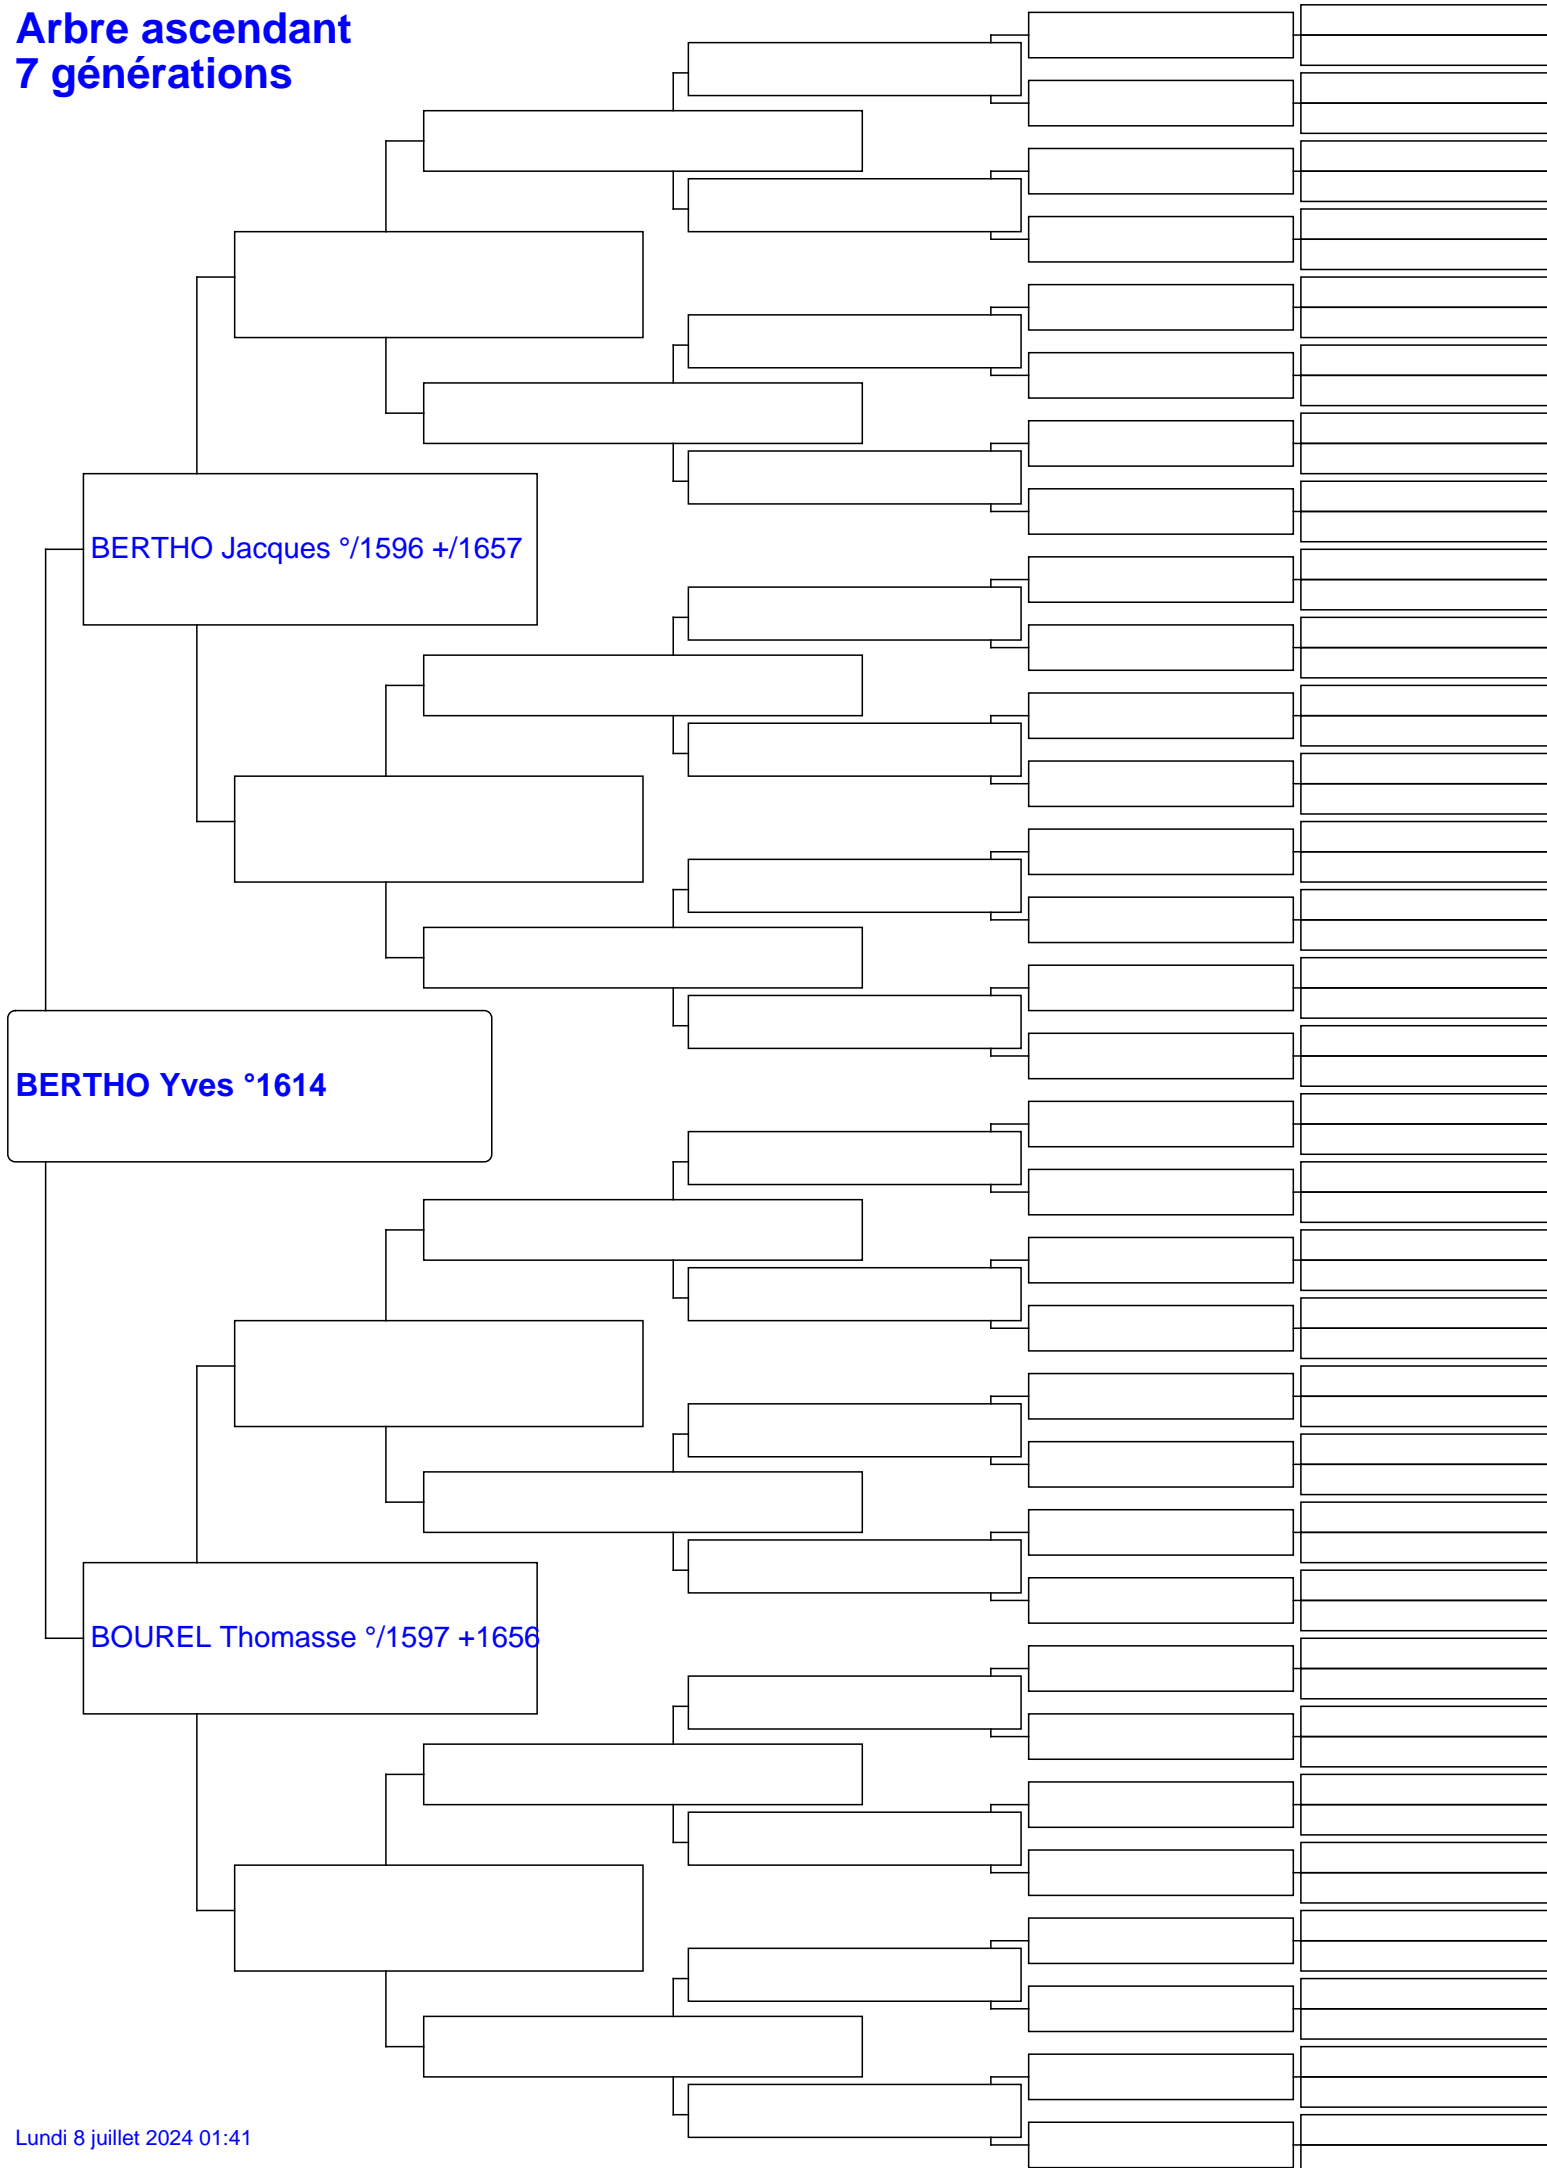 Arbre ascendant
7 générations
BERTHO Jacques °/1596 +/1657
BERTHO Yves °1614
BOUREL Thomasse °/1597 +1656
Lundi 8 juillet 2024 01:41